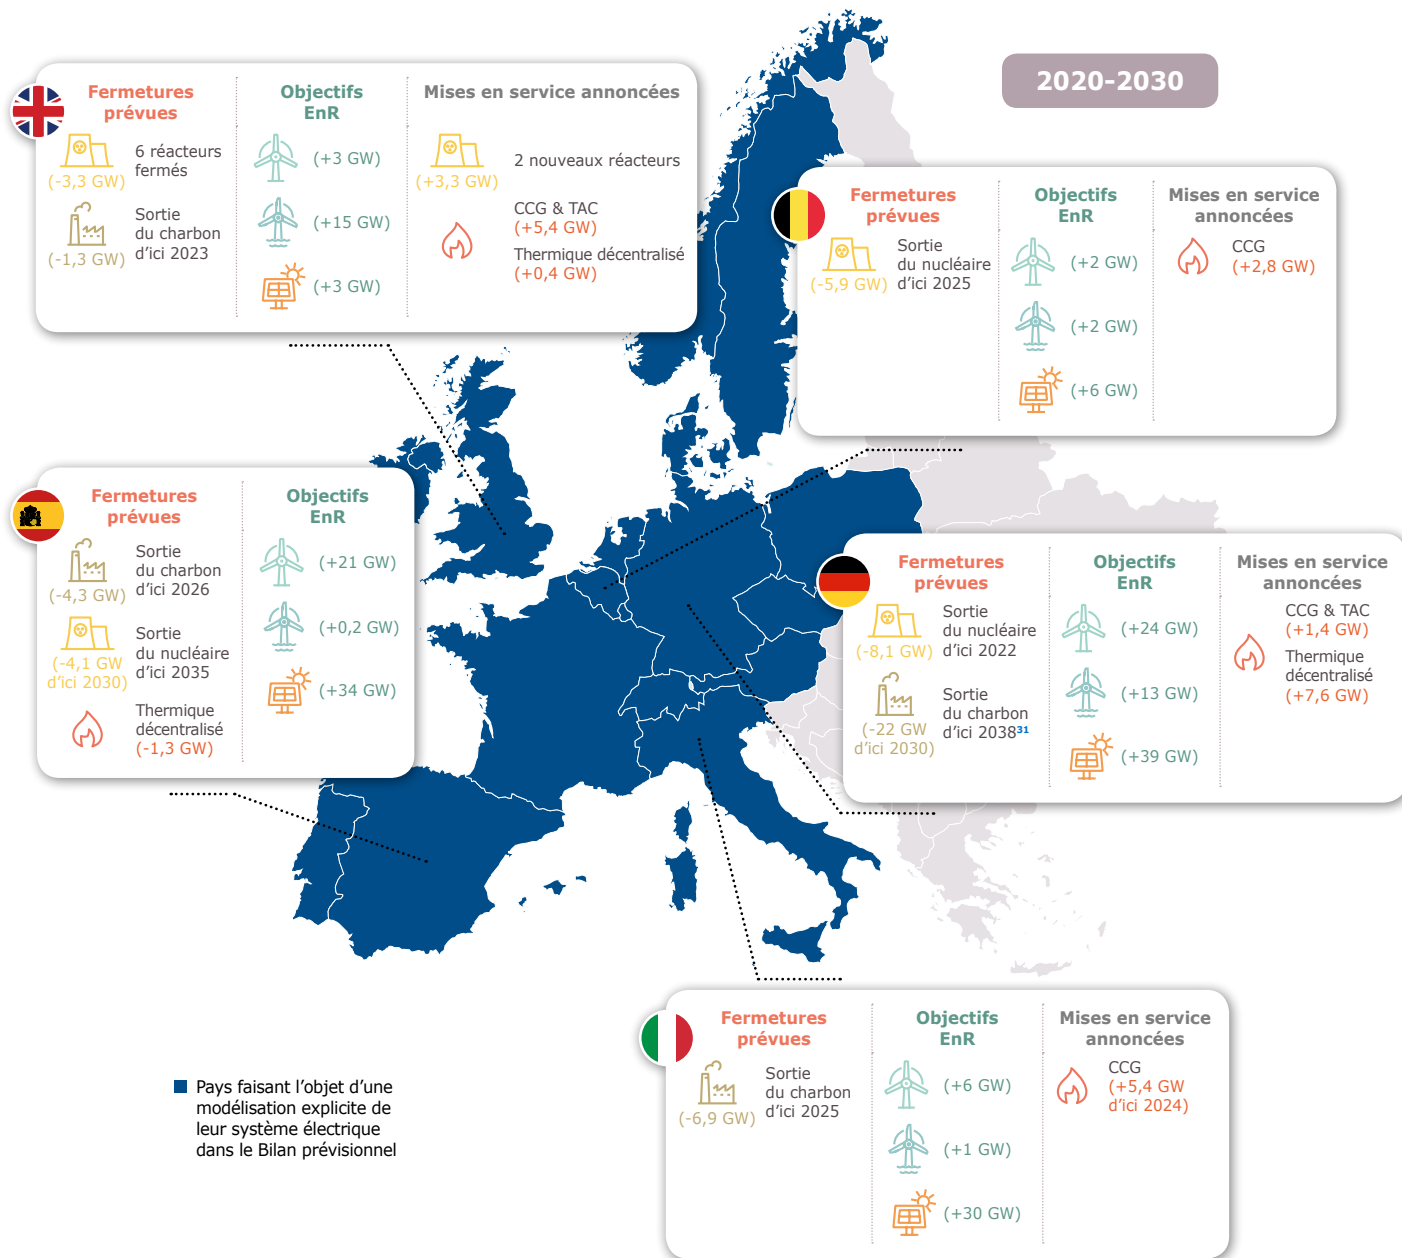 2020-2030
Fermetures
prévues
6 réacteurs
fermés
(-3,3 GW)
Sortie
du charbon
d'ici 2023
(-1,3 GW)
Objectifs
EnR
(+3 GW)
(+15 GW)
(+3 GW)
Mises en service annoncées
2 nouveaux réacteurs
(+3,3 GW)
CCG & TAC
(+5,4 GW)
Thermique décentralisé
(+0,4 GW)
Fermetures
prévues
Sortie
du nucléaire
d'ici 2025
(-5,9 GW)
Objectifs
EnR
(+2 GW)
(+2 GW)
(+6 GW)
Mises en service
annoncées
CCG
(+2,8 GW)
Fermetures
prévues
Sortie
du charbon
d'ici 2026
(-4,3 GW)
Sortie
du nucléaire
d'ici 2035
(-4,1 GW
d'ici 2030)
Thermique
décentralisé
(-1,3 GW)
Objectifs
EnR
(+21 GW)
(+0,2 GW)
(+34 GW)
Fermetures
prévues
Sortie
du nucléaire
d'ici 2022
(-8,1 GW)
Sortie
du charbon
d'ici 2038³¹
(-22 GW
d'ici 2030)
Objectifs
EnR
(+24 GW)
(+13 GW)
(+39 GW)
Mises en service
annoncées
CCG & TAC
(+1,4 GW)
Thermique
décentralisé
(+7,6 GW)
Fermetures
prévues
Sortie
du charbon
d'ici 2025
(-6,9 GW)
Objectifs
EnR
(+6 GW)
(+1 GW)
(+30 GW)
Mises en service
annoncées
CCG
(+5,4 GW
d'ici 2024)
Pays faisant l'objet d'une
modélisation explicite de
leur système électrique
dans le Bilan prévisionnel